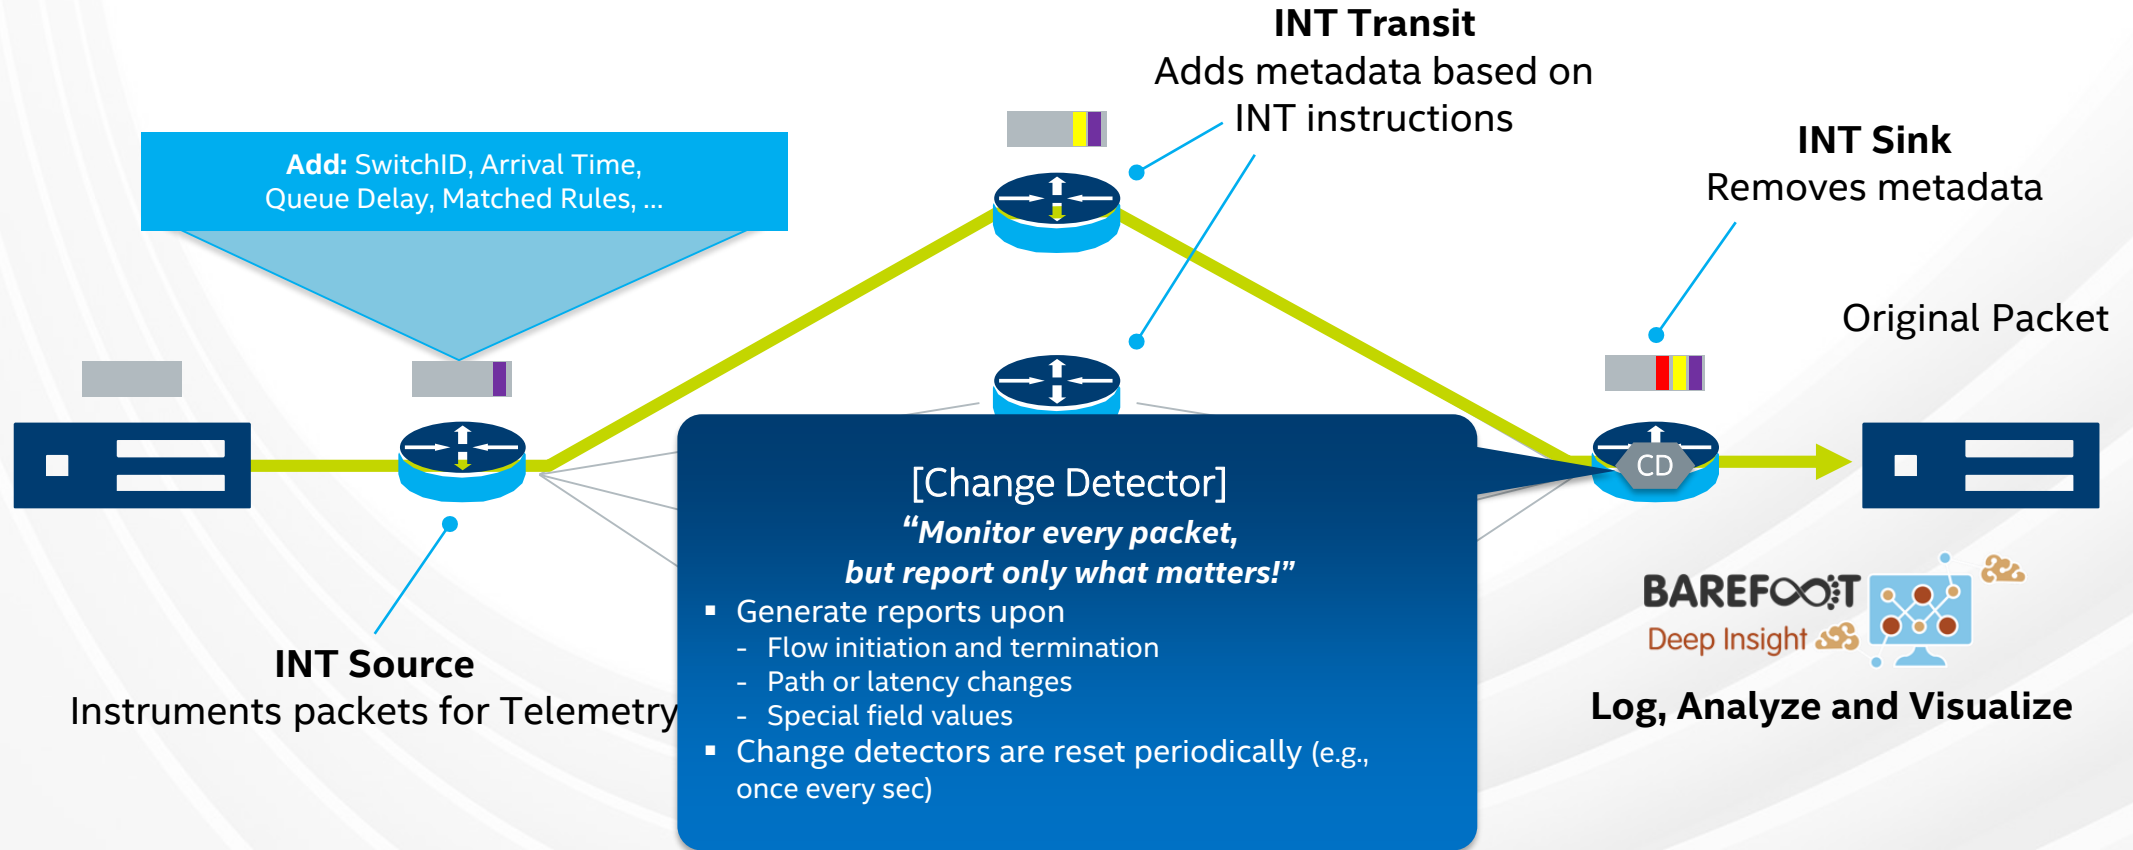 INT Transit
Adds metadata based on
INT instructions
INT Sink
Removes metadata
Add: SwitchID, Arrival Time,
Queue Delay, Matched Rules, ...
Original Packet
CD
[Change Detector]
“Monitor every packet,
but report only what matters!”
▪ Generate reports upon
- Flow initiation and termination
- Path or latency changes
- Special field values
▪ Change detectors are reset periodically (e.g.,
once every sec)
INT Source
Instruments packets for Telemetry
BAREFOOT
Deep Insight
Log, Analyze and Visualize